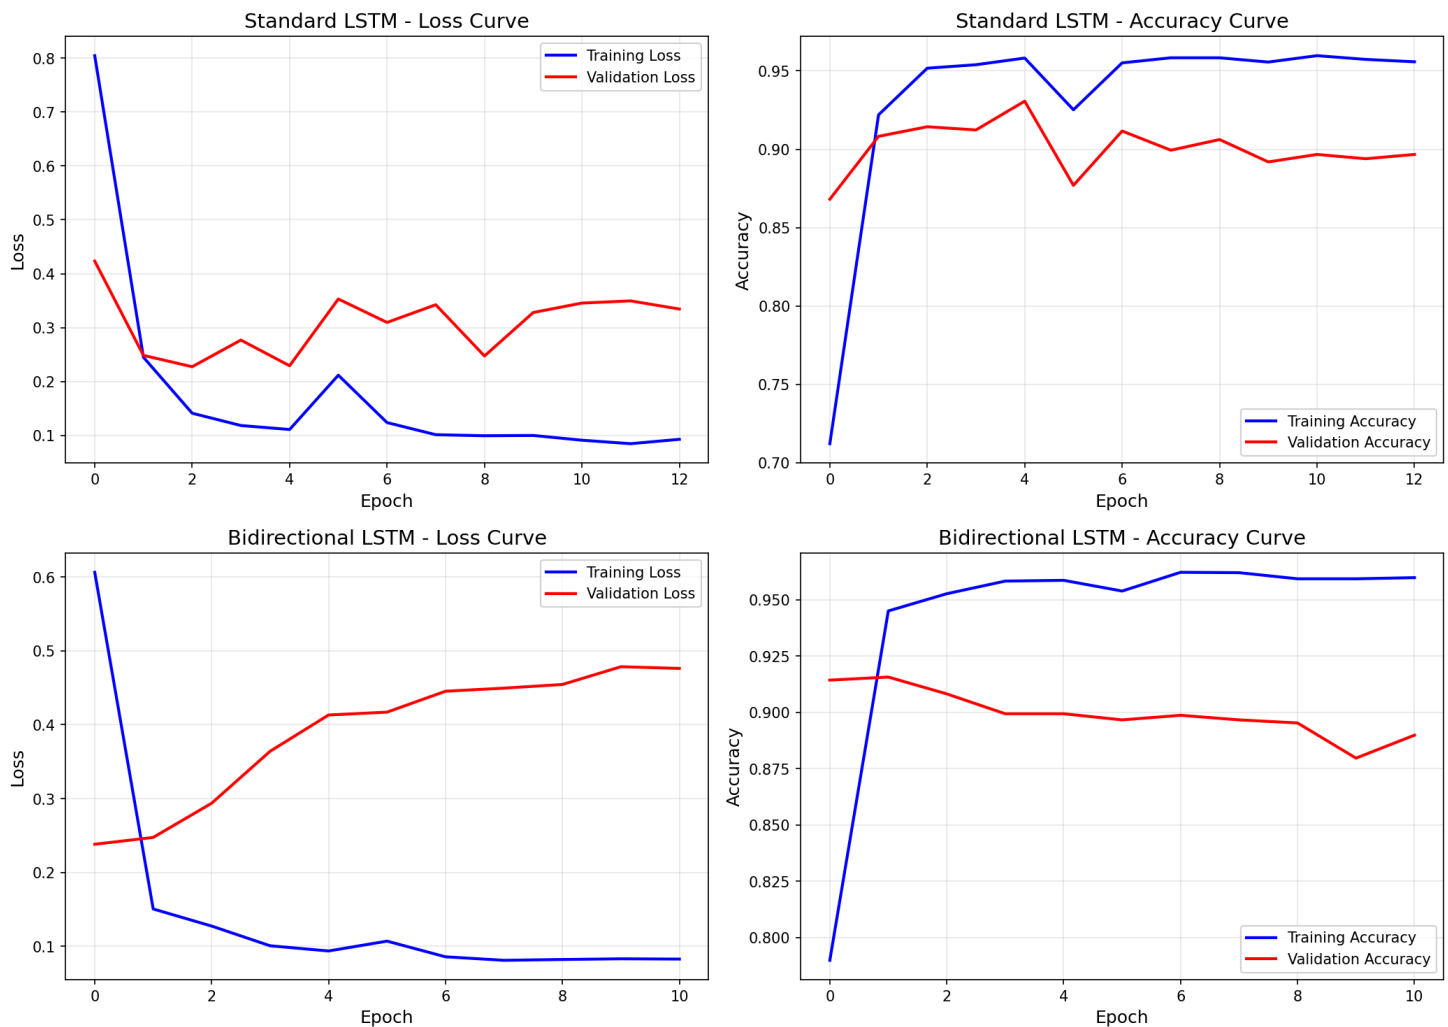 Standard LSTM - Loss Curve
Loss
0.8
0.7
0.6
0.5
0.4
0.3
0.2
0.1
Training Loss
Validation Loss
0 2 4 6 8 10 12
Epoch
Standard LSTM - Accuracy Curve
Accuracy
0.95
0.90
0.85
0.80
0.75
0.70
Training Accuracy
Validation Accuracy
0 2 4 6 8 10 12
Epoch
Bidirectional LSTM - Loss Curve
Loss
0.6
0.5
0.4
0.3
0.2
0.1
Training Loss
Validation Loss
0 2 4 6 8 10
Epoch
Bidirectional LSTM - Accuracy Curve
Accuracy
0.950
0.925
0.900
0.875
0.850
0.825
0.800
Training Accuracy
Validation Accuracy
0 2 4 6 8 10
Epoch